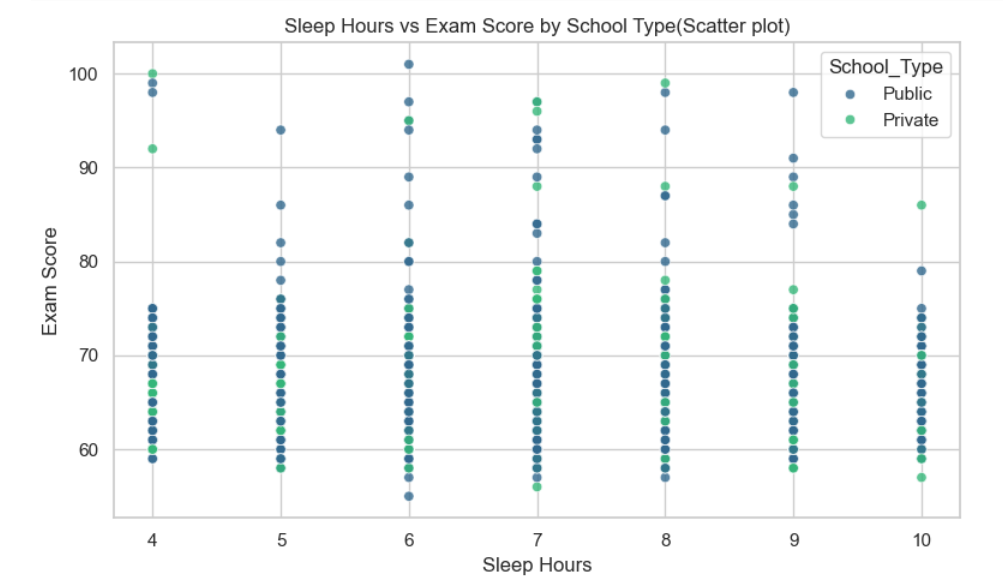 Sleep Hours vs Exam Score by School Type(Scatter plot)
School_Type
Public
Private
Exam Score
100
90
80
70
60
4 5 6 7 8 9 10
Sleep Hours